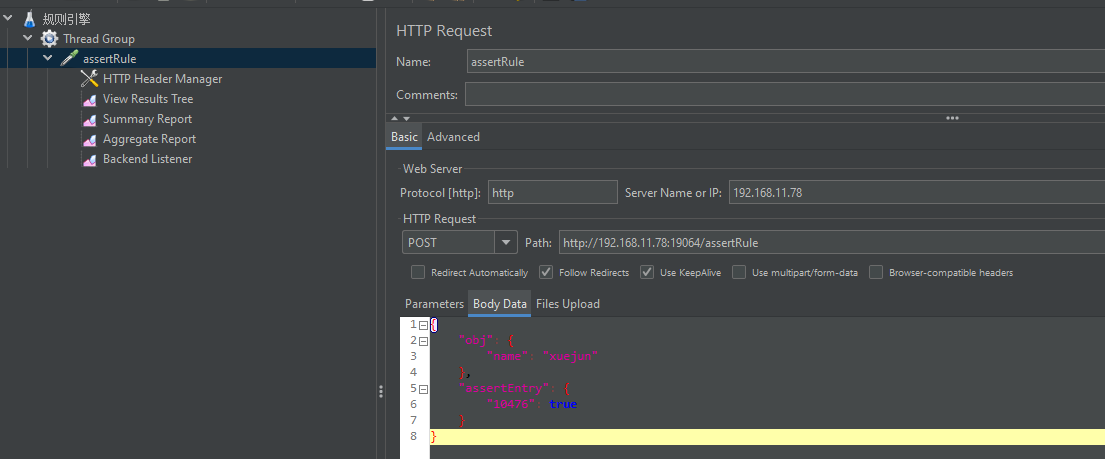 规则引擎
Thread Group
assertRule
HTTP Header Manager
View Results Tree
Summary Report
Aggregate Report
Backend Listener
HTTP Request
Name: assertRule
Comments:
Basic Advanced
Web Server
Protocol [http]: http Server Name or IP: 192.168.11.78
HTTP Request
POST Path: http://192.168.11.78:19064/assertRule
Redirect Automatically Follow Redirects Use KeepAlive Use multipart/form-data Browser-compatible headers
Parameters Body Data Files Upload
1 {
2 "obj": {
3 "name": "xuejun"
4 },
5 "assertEntry": {
6 "10476": true
7 }
8 }